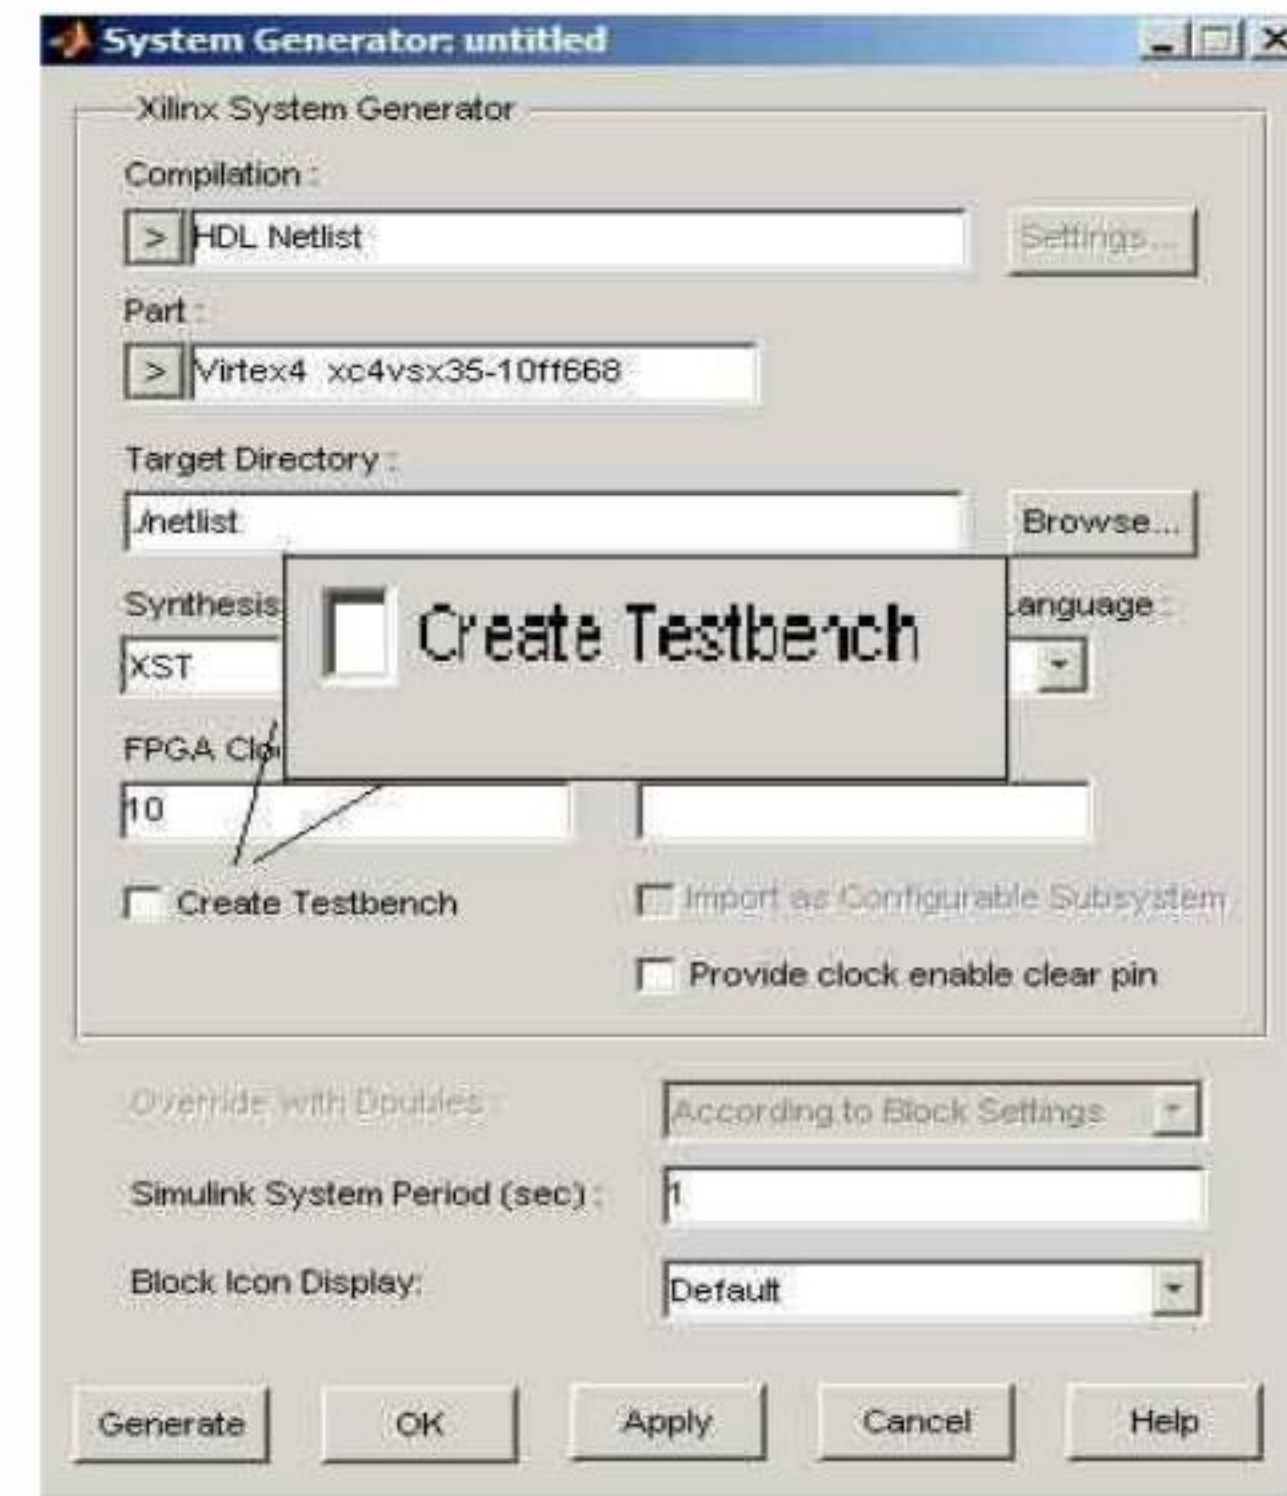 System Generator: untitled
Xilinx System Generator
Compilation :
> HDL Netlist Settings...
Part :
> Virtex4 xc4vsx35-10ff668
Target Directory :
./netlist Browse...
Synthesis Language :
Create Testbench
XST
FPGA Clo
10
Create Testbench Import as Configurable Subsystem
Provide clock enable clear pin
Override with Doubles : According to Block Settings
Simulink System Period (sec) : 1
Block Icon Display: Default
Generate OK Apply Cancel Help